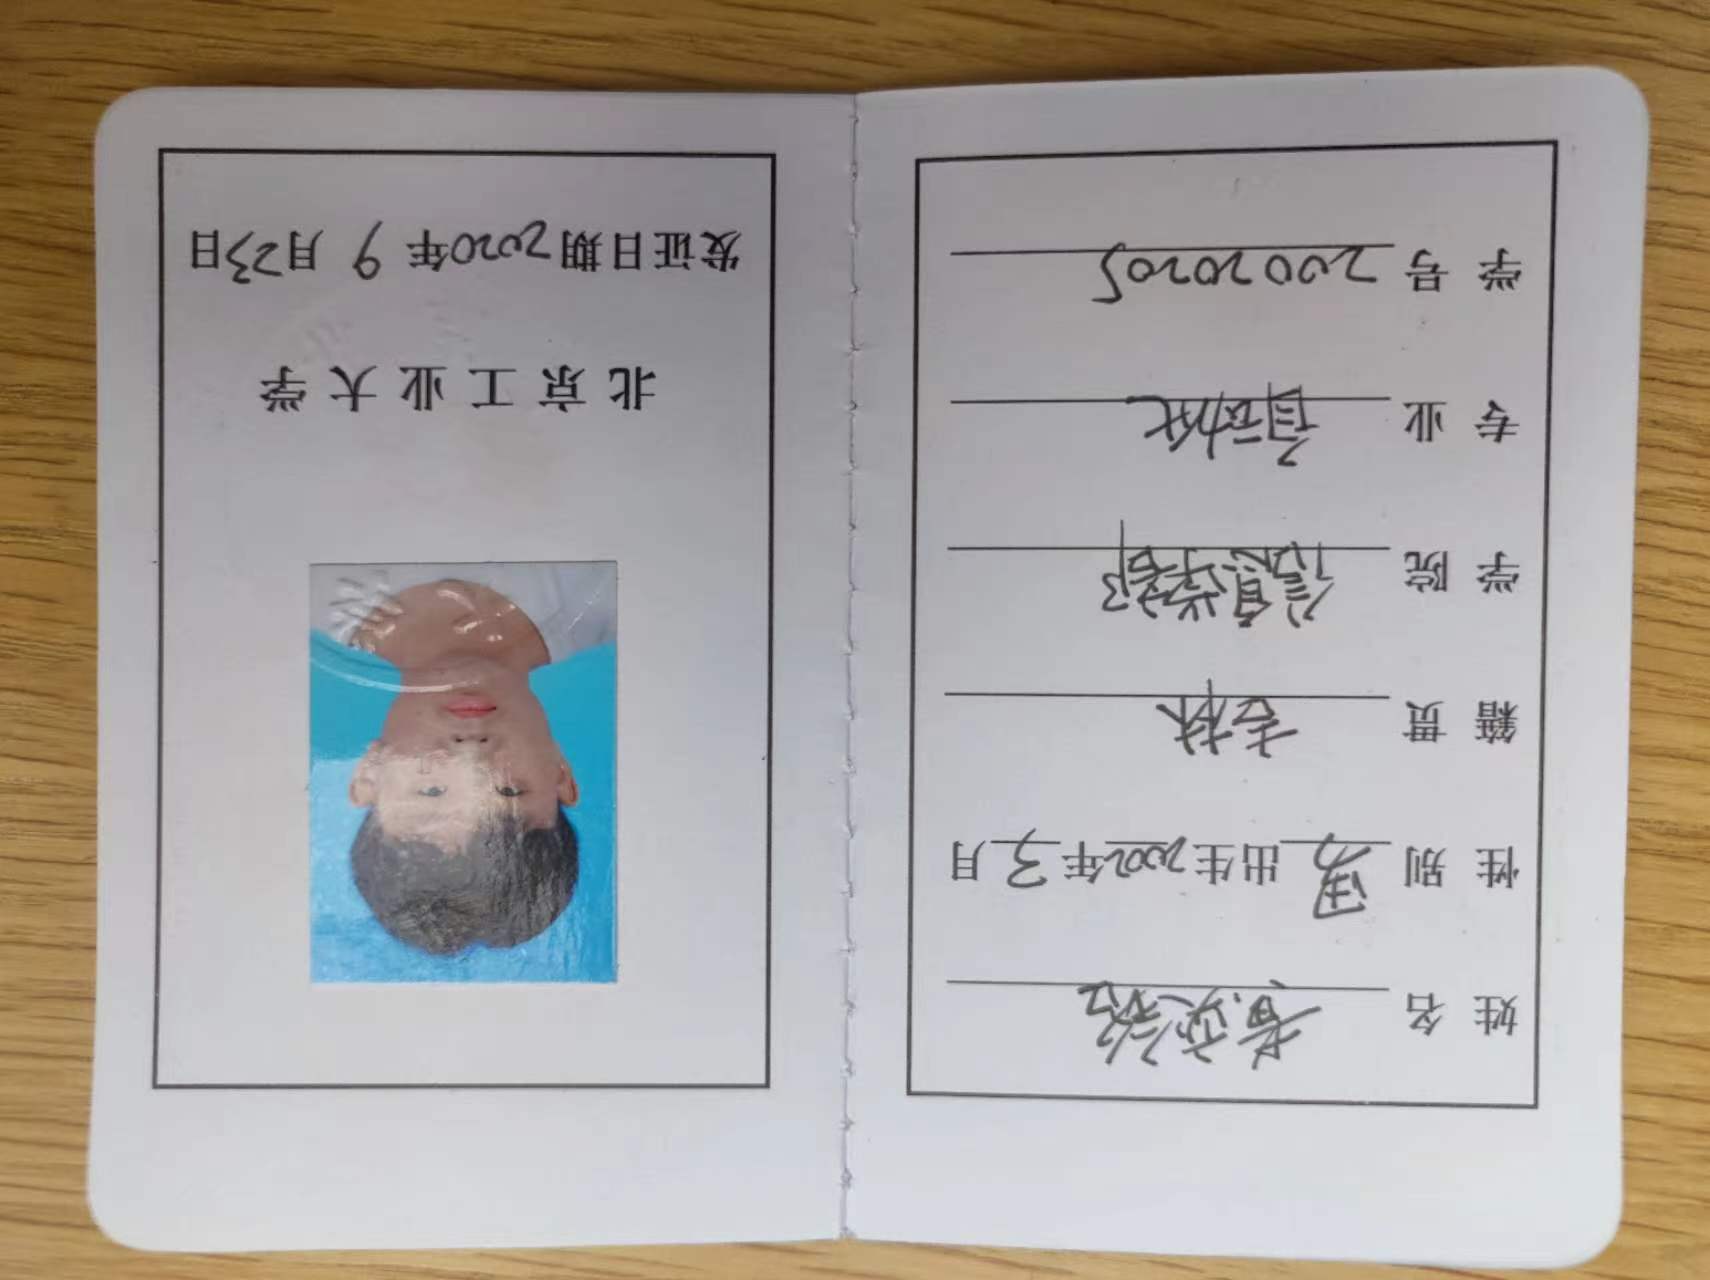 姓 名 黄奕铭
性 别 男 出生2002年3月
籍 贯 吉林
学 院 信息学部
专 业 自动化
学 号 20020205
北京工业大学
发证日期2020年9月23日